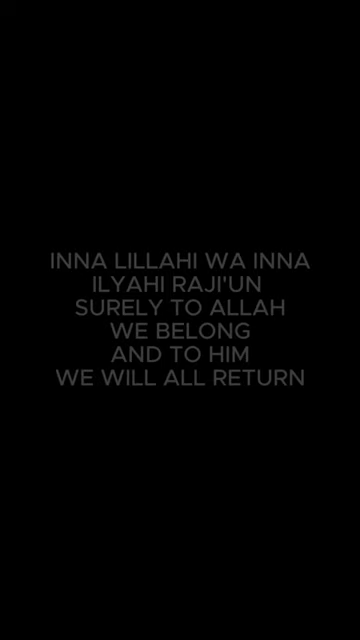 INNA LILLAHI WA INNA
ILYAHI RAJI'UN
SURELY TO ALLAH
WE BELONG
AND TO HIM
WE WILL ALL RETURN